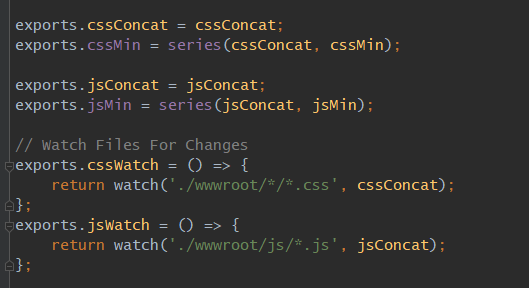 exports.cssConcat = cssConcat;
exports.cssMin = series(cssConcat, cssMin);
exports.jsConcat = jsConcat;
exports.jsMin = series(jsConcat, jsMin);
// Watch Files For Changes
exports.cssWatch = () => {
    return watch('./wwwroot/*/*.css', cssConcat);
};
exports.jsWatch = () => {
    return watch('./wwwroot/js/*.js', jsConcat);
};